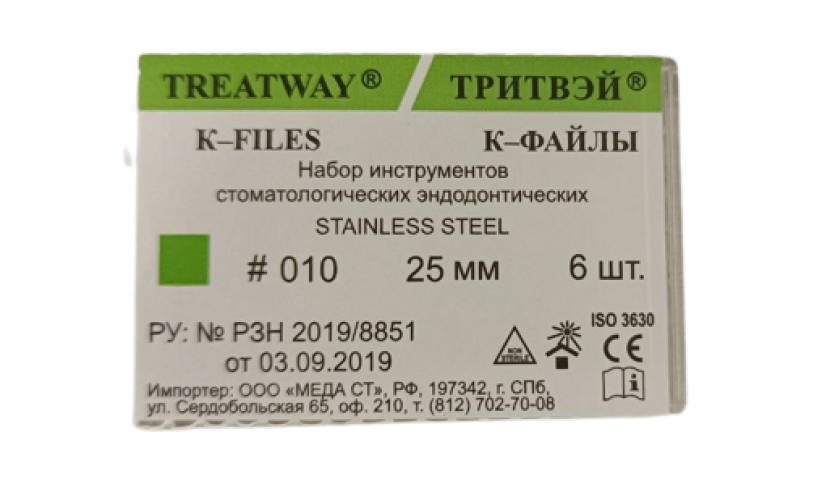 TREATWAY® ТРИТВЭЙ®
K–FILES К–ФАЙЛЫ
Набор инструментов
стоматологических эндодонтических
STAINLESS STEEL
# 010 25 мм 6 шт.
РУ: № РЗН 2019/8851
от 03.09.2019
NON STERILE
ISO 3630
CE
i
Импортер: ООО «МЕДА СТ», РФ, 197342, г. СПб,
ул. Сердобольская 65, оф. 210, т. (812) 702-70-08